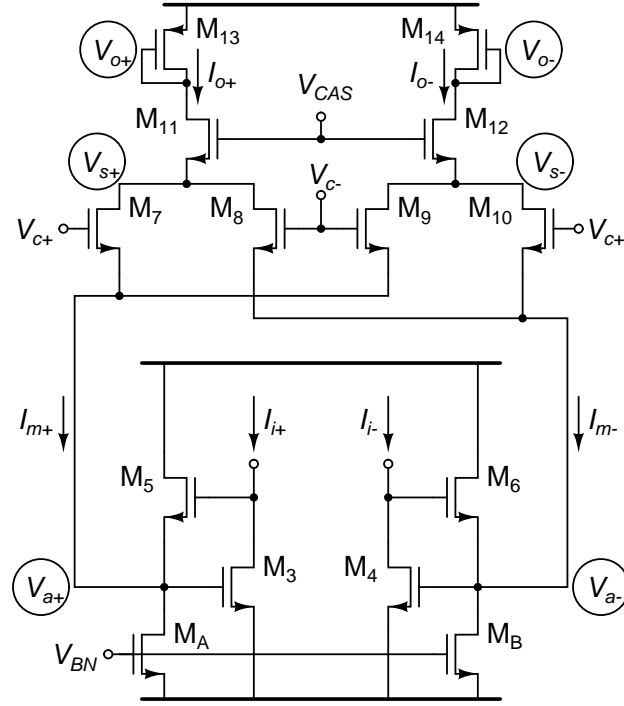 M13
M14
Vo+
Vo-
Io+
Io-
VCAS
M11
M12
Vs+
Vs-
Vc-
M7
M8
M9
M10
Vc+
Vc+
Im+
Ii+
Ii-
Im-
M5
M6
M3
M4
Va+
Va-
MA
MB
VBN